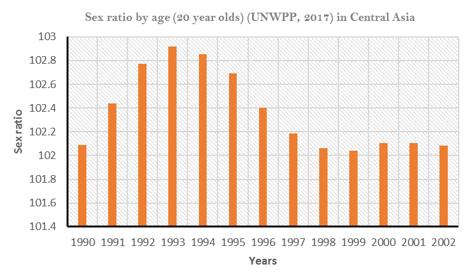 Sex ratio by age (20 year olds) (UNWPP, 2017) in Central Asia
103
102.8
102.6
102.4
102.2
102
101.8
101.6
101.4
Sex ratio
1990 1991 1992 1993 1994 1995 1996 1997 1998 1999 2000 2001 2002
Years